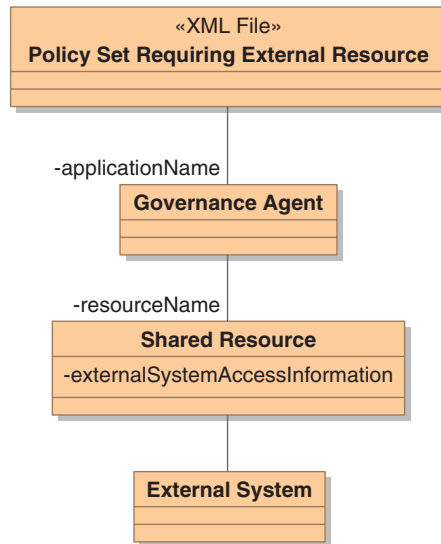 «XML File»
Policy Set Requiring External Resource
-applicationName
Governance Agent
-resourceName
Shared Resource
-externalSystemAccessInformation
External System